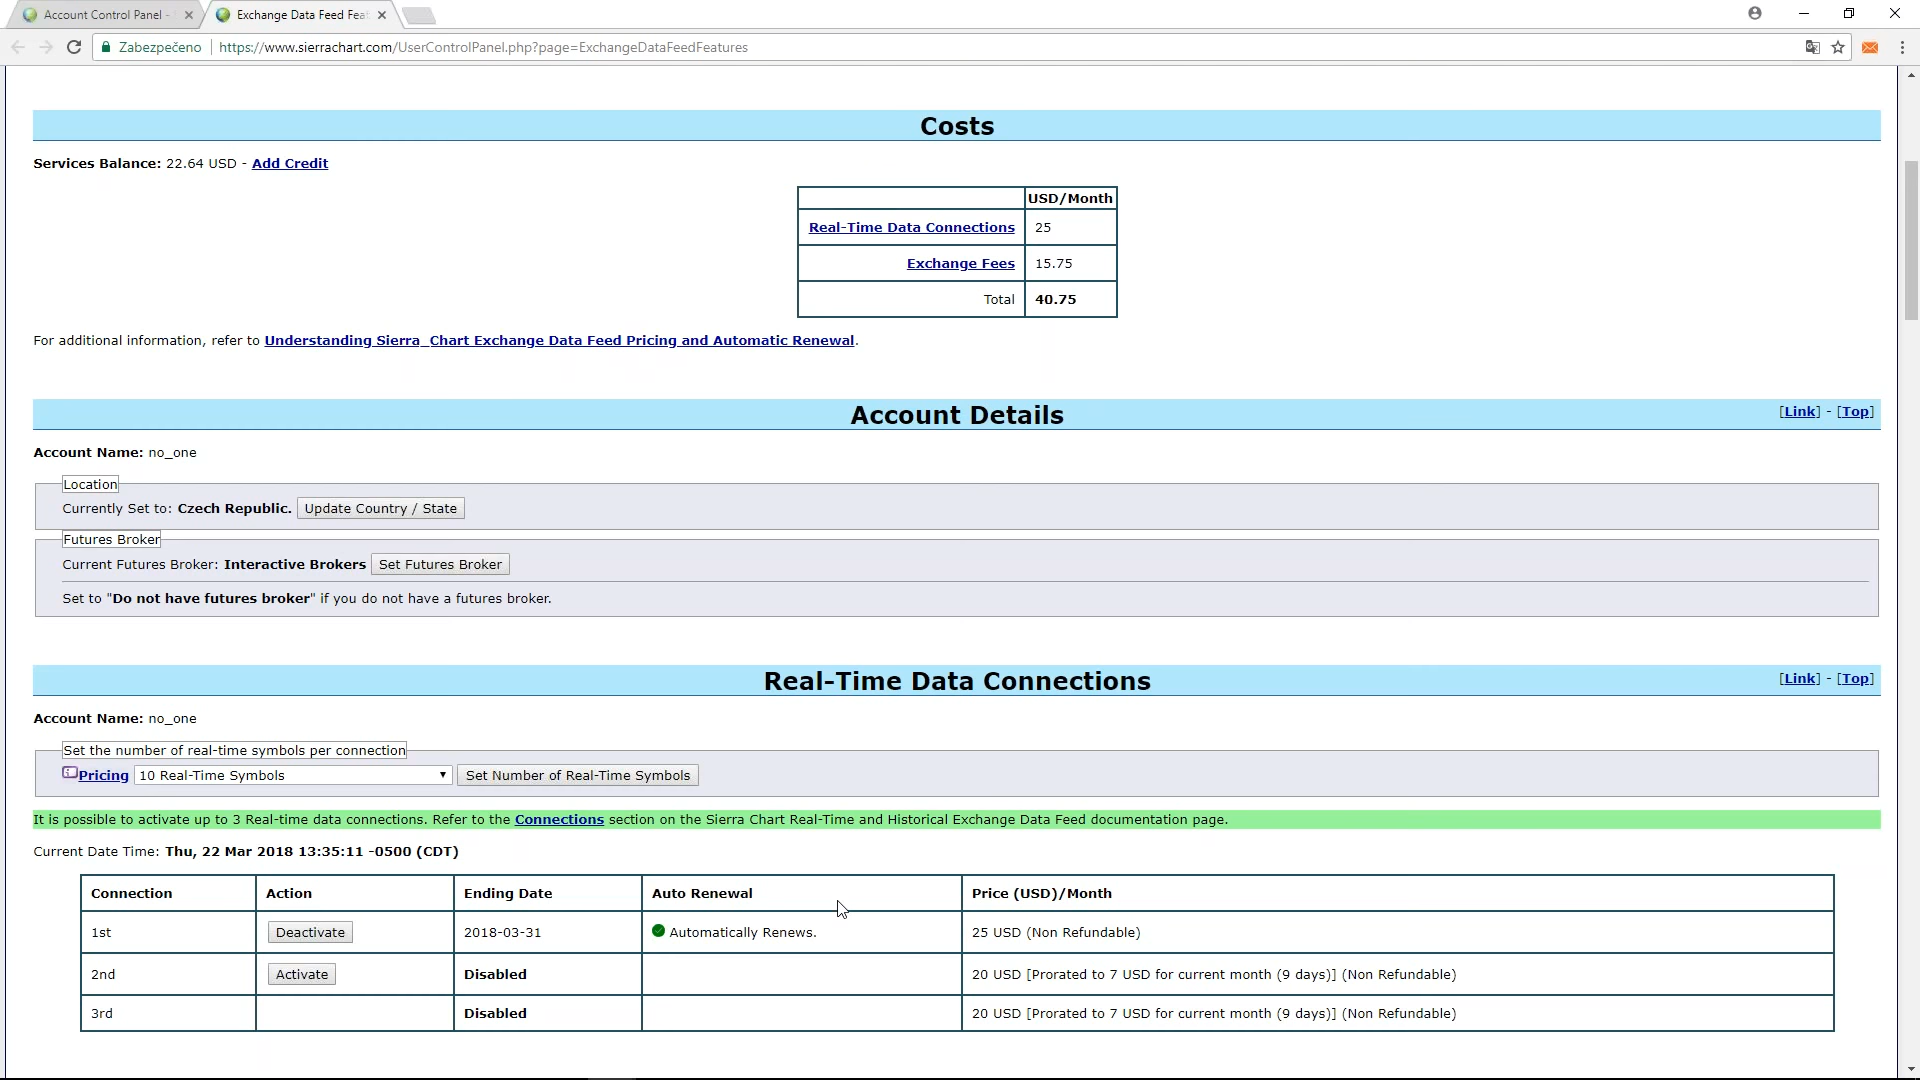 Account Control Panel -
Exchange Data Feed Fea
Zabezpečeno
https://www.sierrachart.com/UserControlPanel.php?page=ExchangeDataFeedFeatures
Costs
Services Balance: 22.64 USD - Add Credit
USD/Month
Real-Time Data Connections 25
Exchange Fees 15.75
Total 40.75
For additional information, refer to Understanding Sierra_Chart Exchange Data Feed Pricing and Automatic Renewal.
Account Details
[Link] - [Top]
Account Name: no_one
Location
Currently Set to: Czech Republic. Update Country / State
Futures Broker
Current Futures Broker: Interactive Brokers Set Futures Broker
Set to "Do not have futures broker" if you do not have a futures broker.
Real-Time Data Connections
[Link] - [Top]
Account Name: no_one
Set the number of real-time symbols per connection
Pricing 10 Real-Time Symbols Set Number of Real-Time Symbols
It is possible to activate up to 3 Real-time data connections. Refer to the Connections section on the Sierra Chart Real-Time and Historical Exchange Data Feed documentation page.
Current Date Time: Thu, 22 Mar 2018 13:35:11 -0500 (CDT)
Connection Action Ending Date Auto Renewal Price (USD)/Month
1st Deactivate 2018-03-31 Automatically Renews. 25 USD (Non Refundable)
2nd Activate Disabled 20 USD [Prorated to 7 USD for current month (9 days)] (Non Refundable)
3rd Disabled 20 USD [Prorated to 7 USD for current month (9 days)] (Non Refundable)